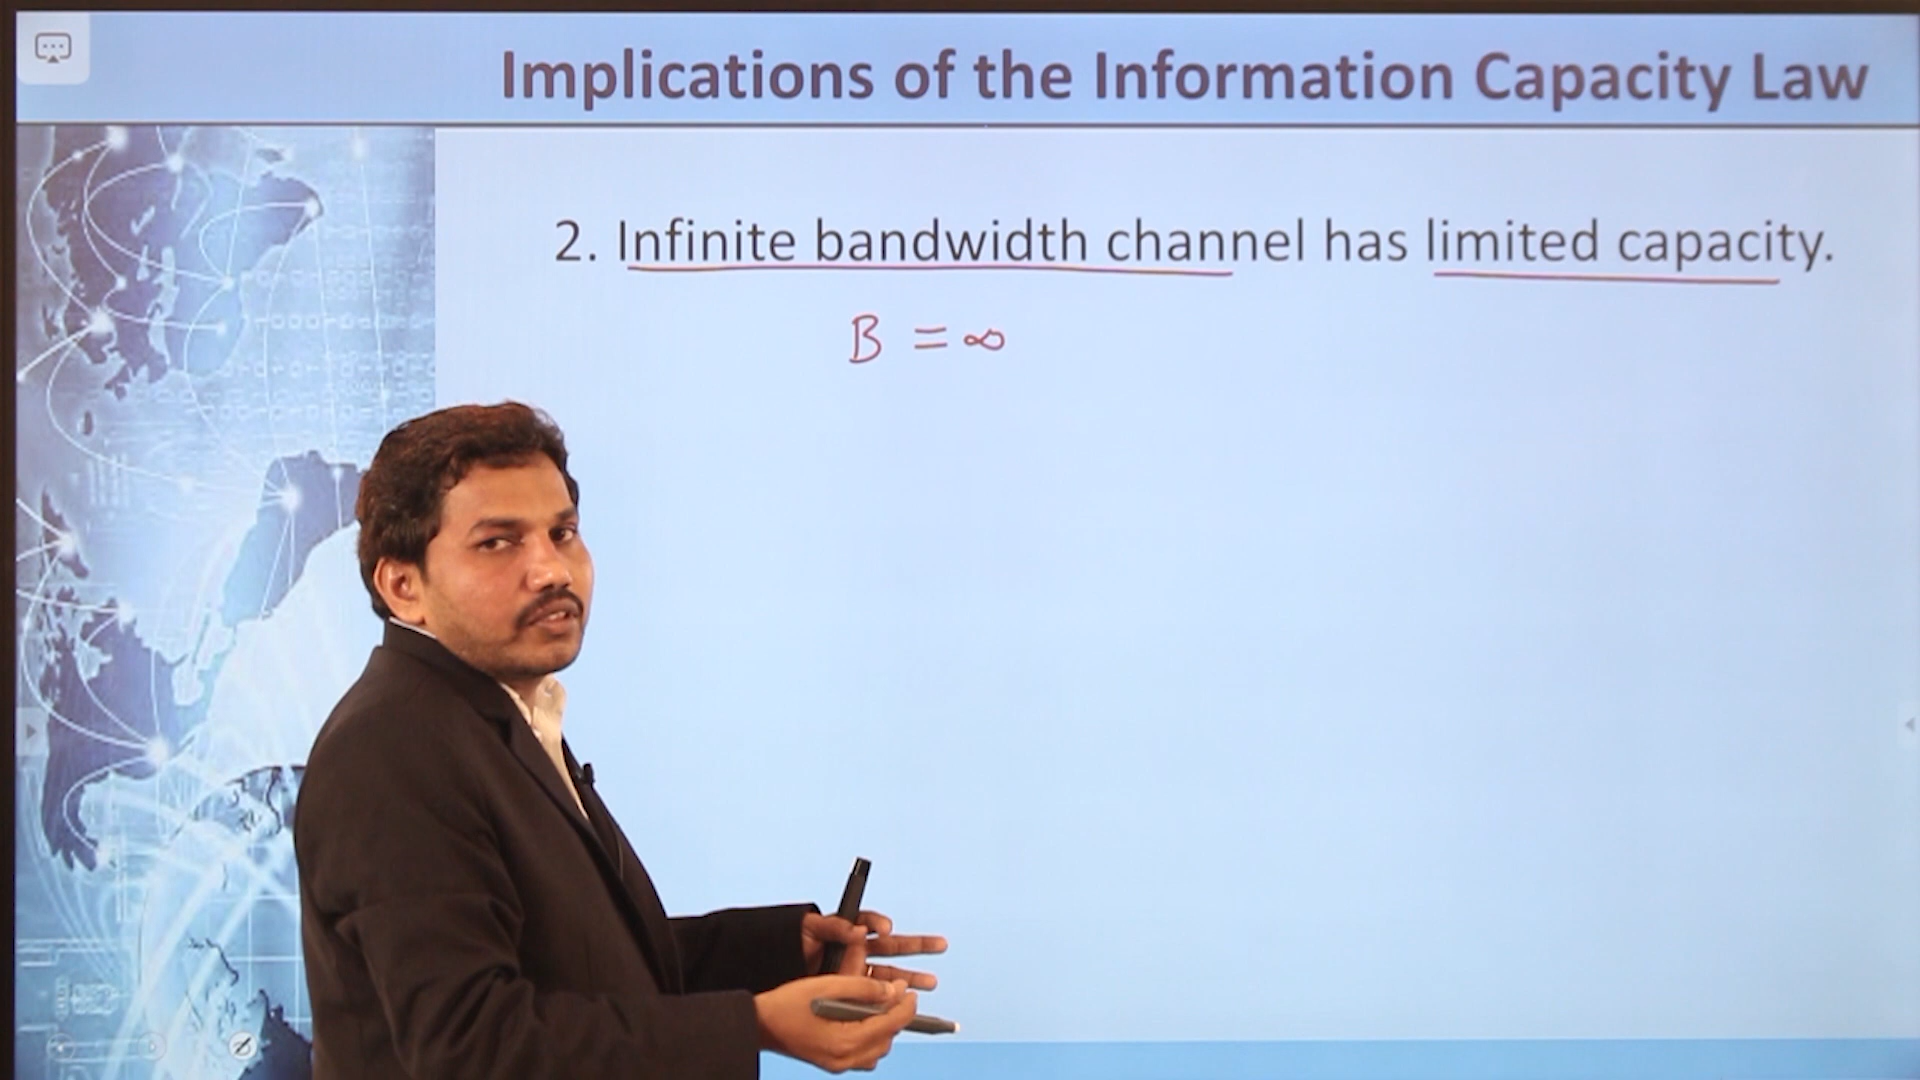 Implications of the Information Capacity Law
2. Infinite bandwidth channel has limited capacity.
B = ∞